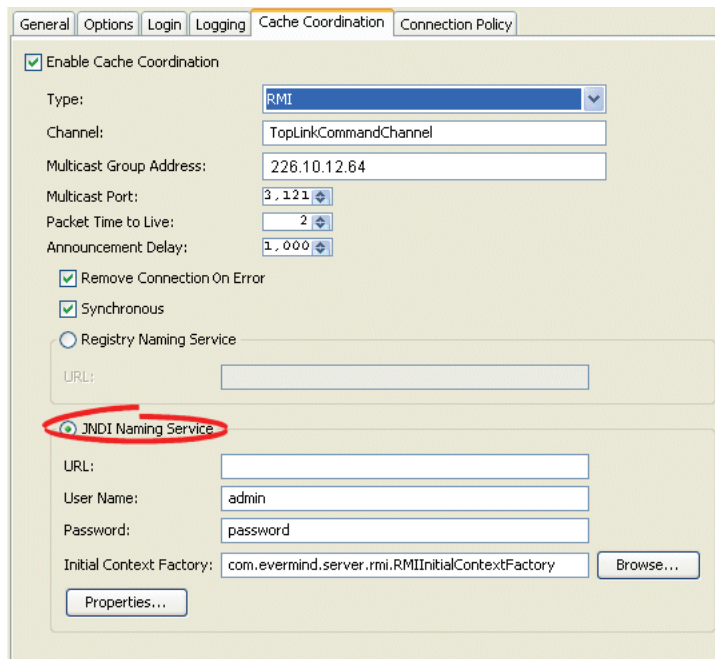 General Options Login Logging Cache Coordination Connection Policy
Enable Cache Coordination
Type: RMI
Channel: TopLinkCommandChannel
Multicast Group Address: 226.10.12.64
Multicast Port: 3,121
Packet Time to Live: 2
Announcement Delay: 1,000
Remove Connection On Error
Synchronous
Registry Naming Service
URL:
JNDI Naming Service
URL:
User Name: admin
Password: password
Initial Context Factory: com.evermind.server.rmi.RMIInitialContextFactory Browse...
Properties...